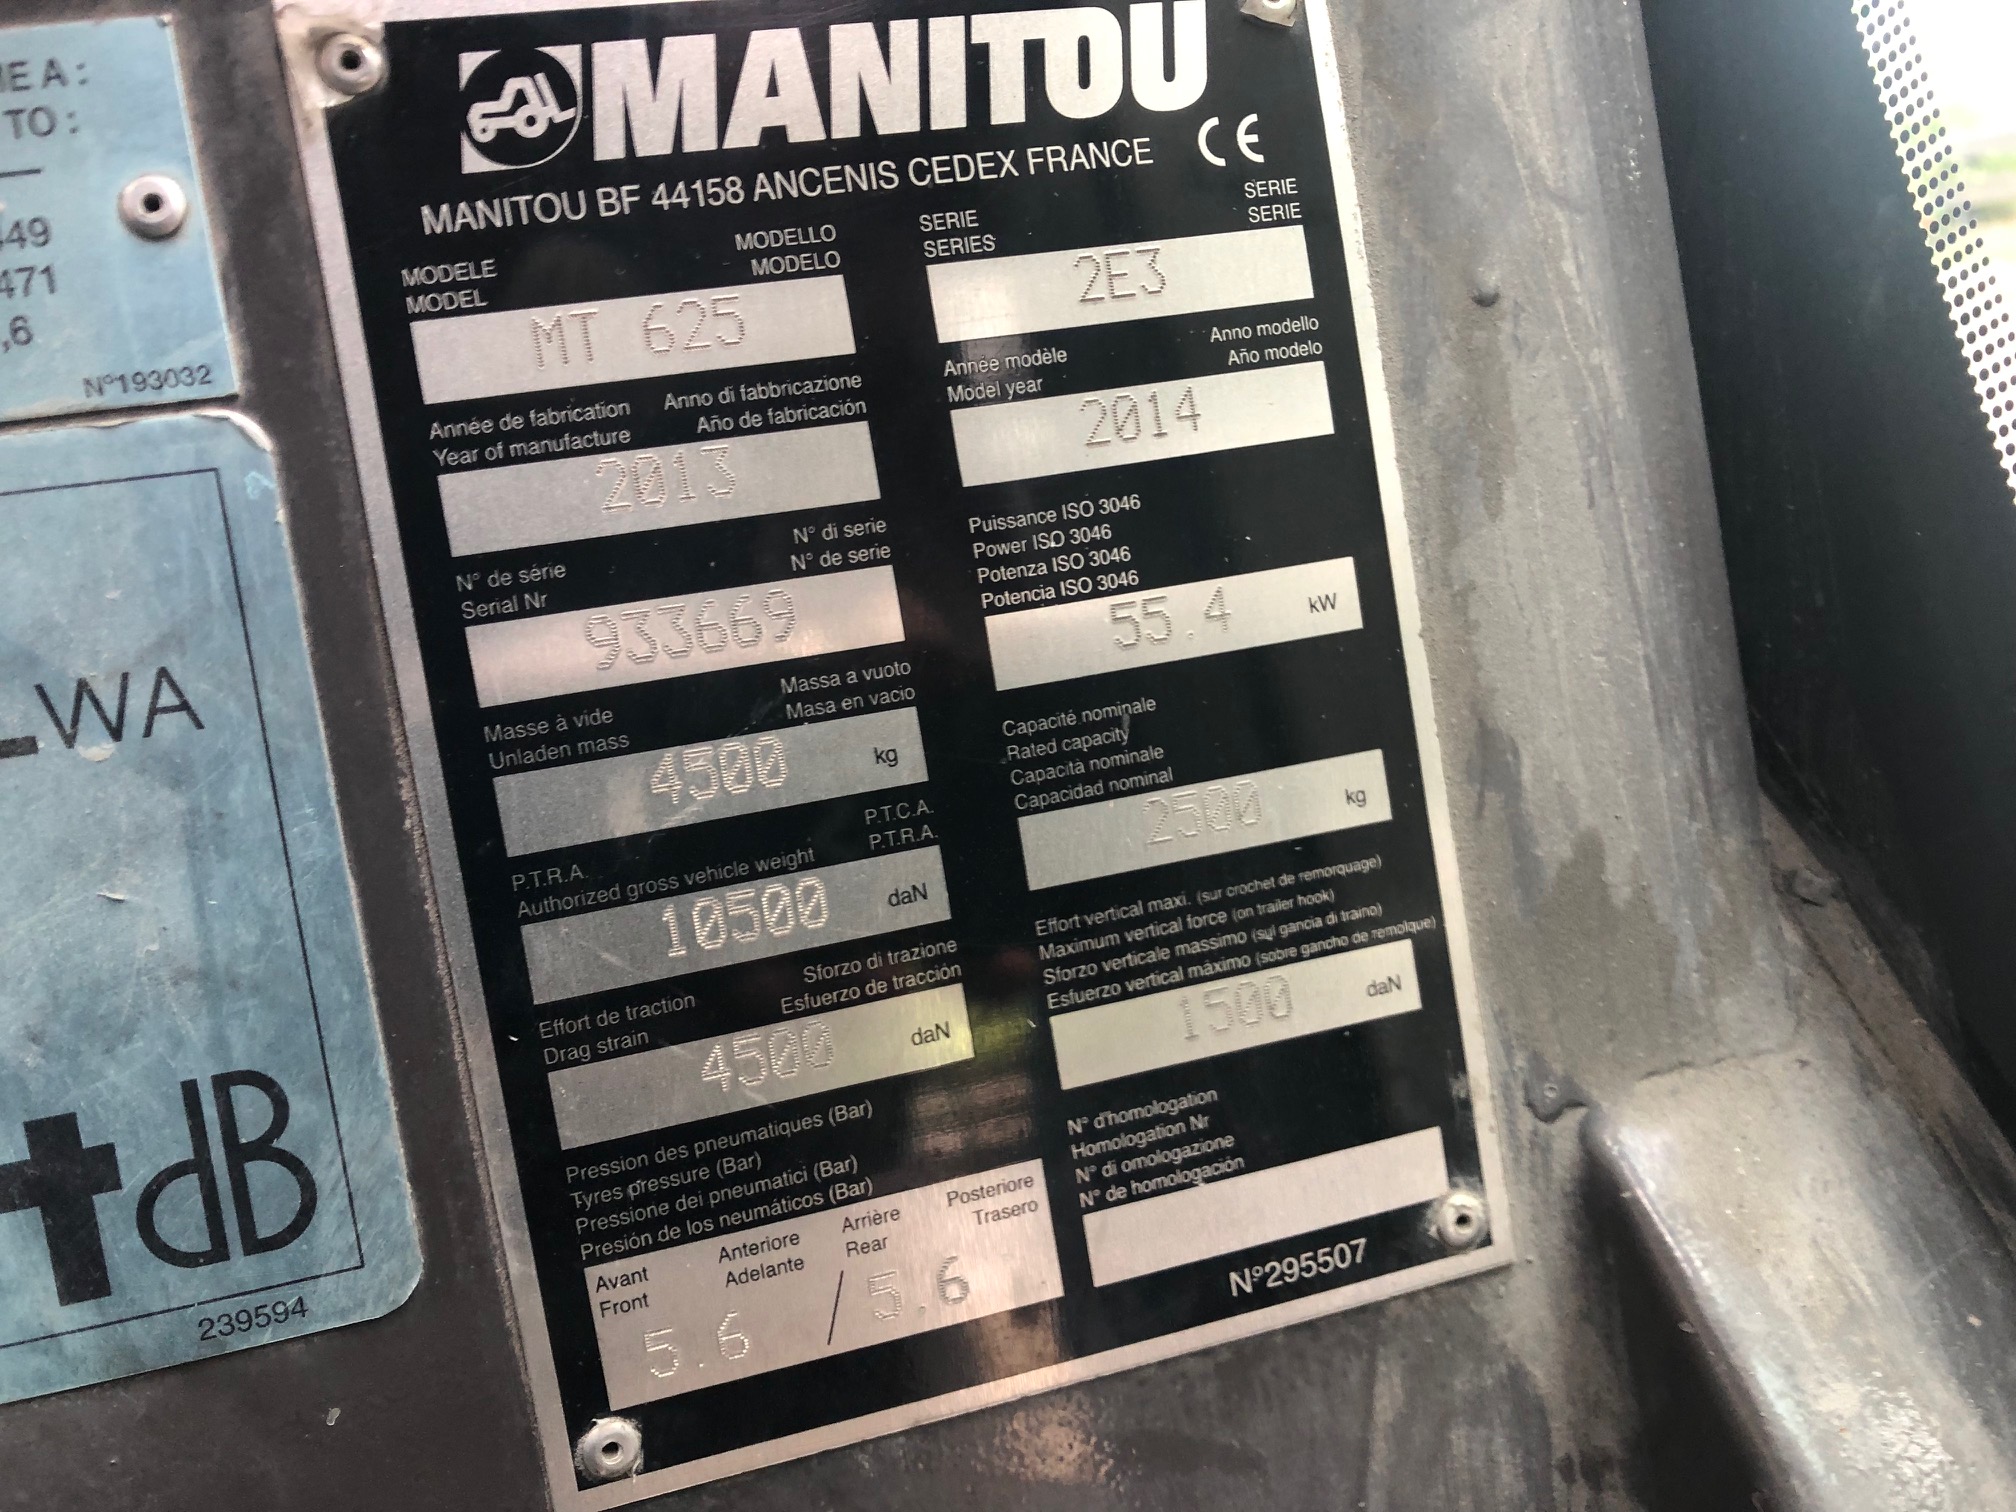 MANITOU
MANITOU BF 44158 ANCENIS CEDEX FRANCE CE
MODELE MODELLO
MODEL MODELO
MT 625
SERIE SERIE
SERIES SERIE
2E3
Année de fabrication Anno di fabbricazione
Year of manufacture Año de fabricación
2013
Année modèle Anno modello
Model year Año modelo
2014
N° de série N° di serie
Serial Nr N° de serie
933669
Puissance ISO 3046
Power ISO 3046
Potenza ISO 3046
Potencia ISO 3046
55.4 kW
Masse à vide Massa a vuoto
Unladen mass Masa en vacio
4500 kg
Capacité nominale
Rated capacity
Capacità nominale
Capacidad nominal
2500 kg
P.T.R.A. P.T.C.A.
Authorized gross vehicle weight P.T.R.A.
10500 daN
Effort vertical maxi. (sur crochet de remorquage)
Maximum vertical force (on trailer hook)
Sforzo verticale massimo (sul gancia di traino)
Esfuerzo vertical máximo (sobre gancho de remolque)
1500 daN
Effort de traction Sforzo di trazione
Drag strain Esfuerzo de tracción
4500 daN
N° d'homologation
Homologation Nr
N° di omologazione
N° de homologación
Pression des pneumatiques (Bar)
Tyres pressure (Bar)
Pressione dei pneumatici (Bar)
Presión de los neumáticos (Bar)
Avant Anteriore Arrière Posteriore
Front Adelante Rear Trasero
5.6 / 5.6
N°295507
A:
TO:
49
471
,6
N°193032
LWA
dB
239594